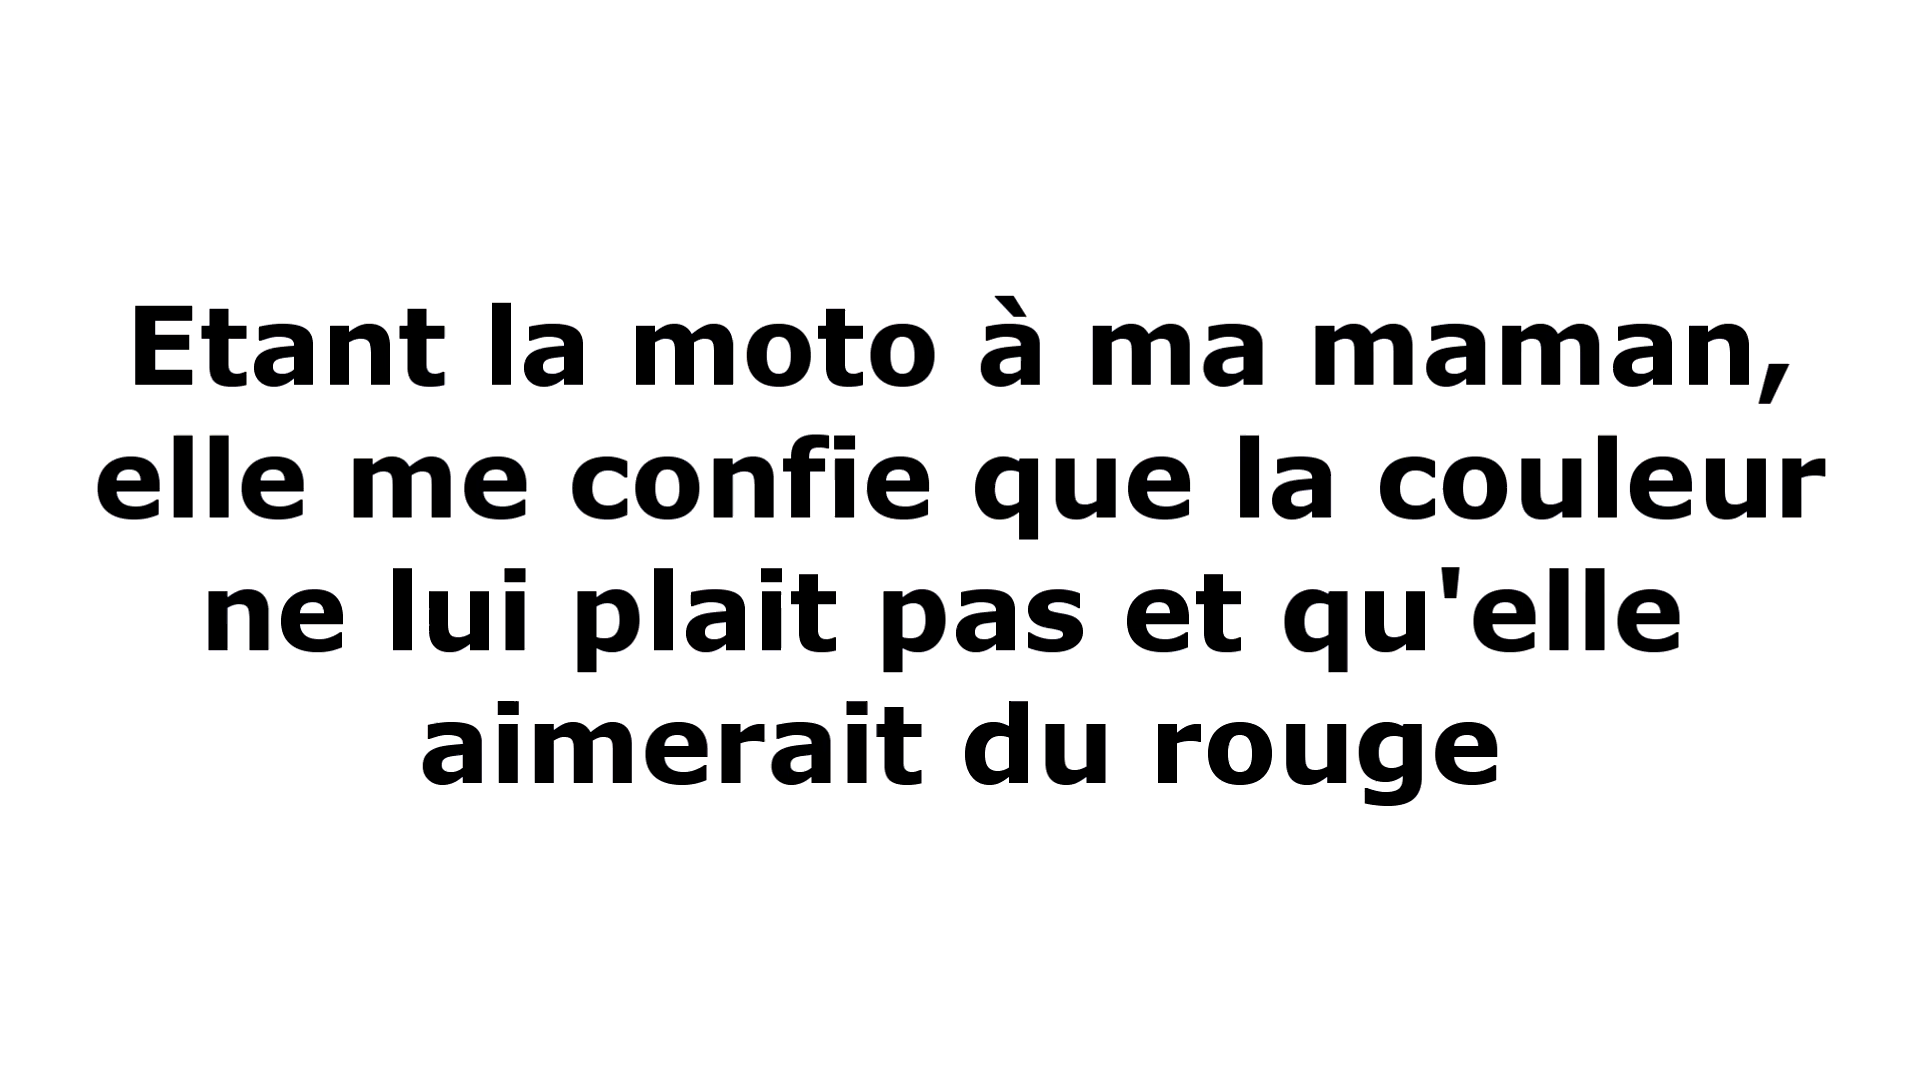 Etant la moto à ma maman,
elle me confie que la couleur
ne lui plait pas et qu'elle
aimerait du rouge